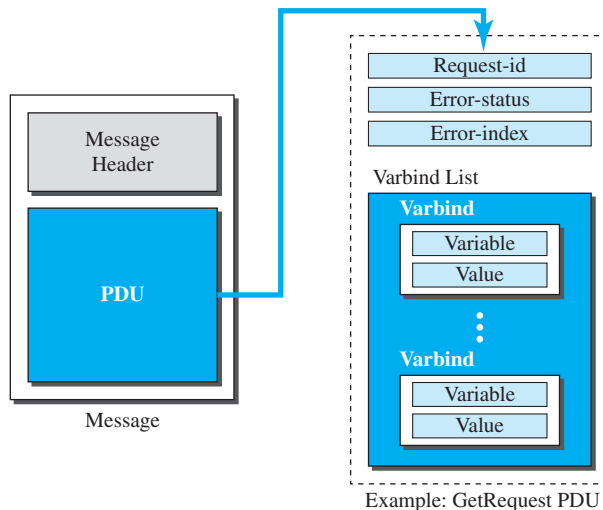 Message
Header
PDU
Message
Request-id
Error-status
Error-index
Varbind List
Varbind
Variable
Value
Varbind
Variable
Value
Example: GetRequest PDU